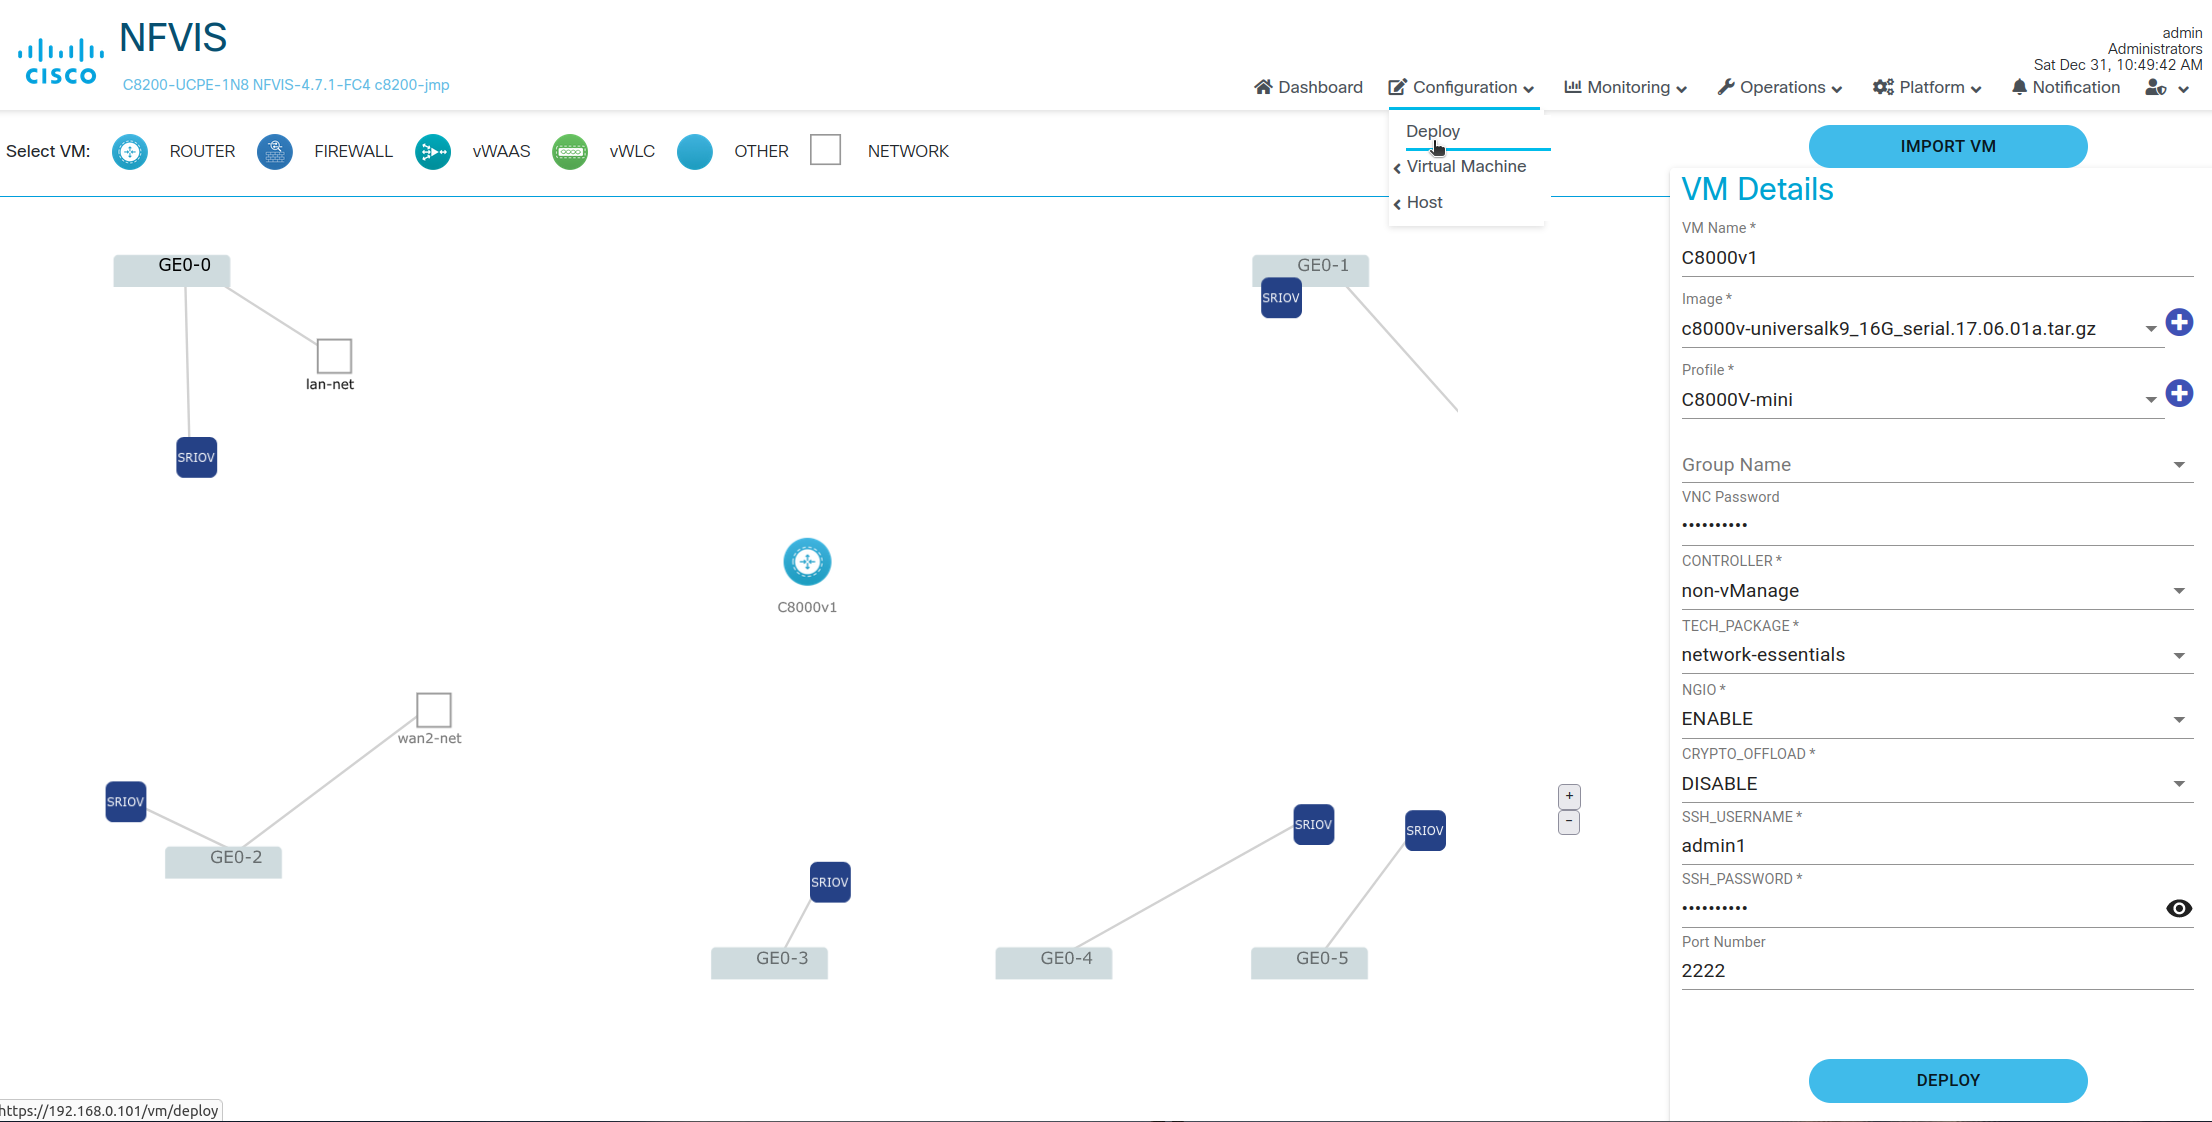 NFVIS
CISCO
C8200-UCPE-1N8 NFVIS-4.7.1-FC4 c8200-jmp
admin
Administrators
Sat Dec 31, 10:49:42 AM
Dashboard
Configuration
Monitoring
Operations
Platform
Notification
Deploy
Virtual Machine
Host
Select VM:
ROUTER
FIREWALL
vWAAS
vWLC
OTHER
NETWORK
IMPORT VM
GE0-0
lan-net
SRIOV
GE0-1
SRIOV
C8000v1
wan2-net
SRIOV
GE0-2
SRIOV
GE0-3
SRIOV
GE0-4
SRIOV
GE0-5
+
−
VM Details
VM Name *
C8000v1
Image *
c8000v-universalk9_16G_serial.17.06.01a.tar.gz
Profile *
C8000V-mini
Group Name
VNC Password
••••••••••
CONTROLLER *
non-vManage
TECH_PACKAGE *
network-essentials
NGIO *
ENABLE
CRYPTO_OFFLOAD *
DISABLE
SSH_USERNAME *
admin1
SSH_PASSWORD *
••••••••••
Port Number
2222
DEPLOY
https://192.168.0.101/vm/deploy